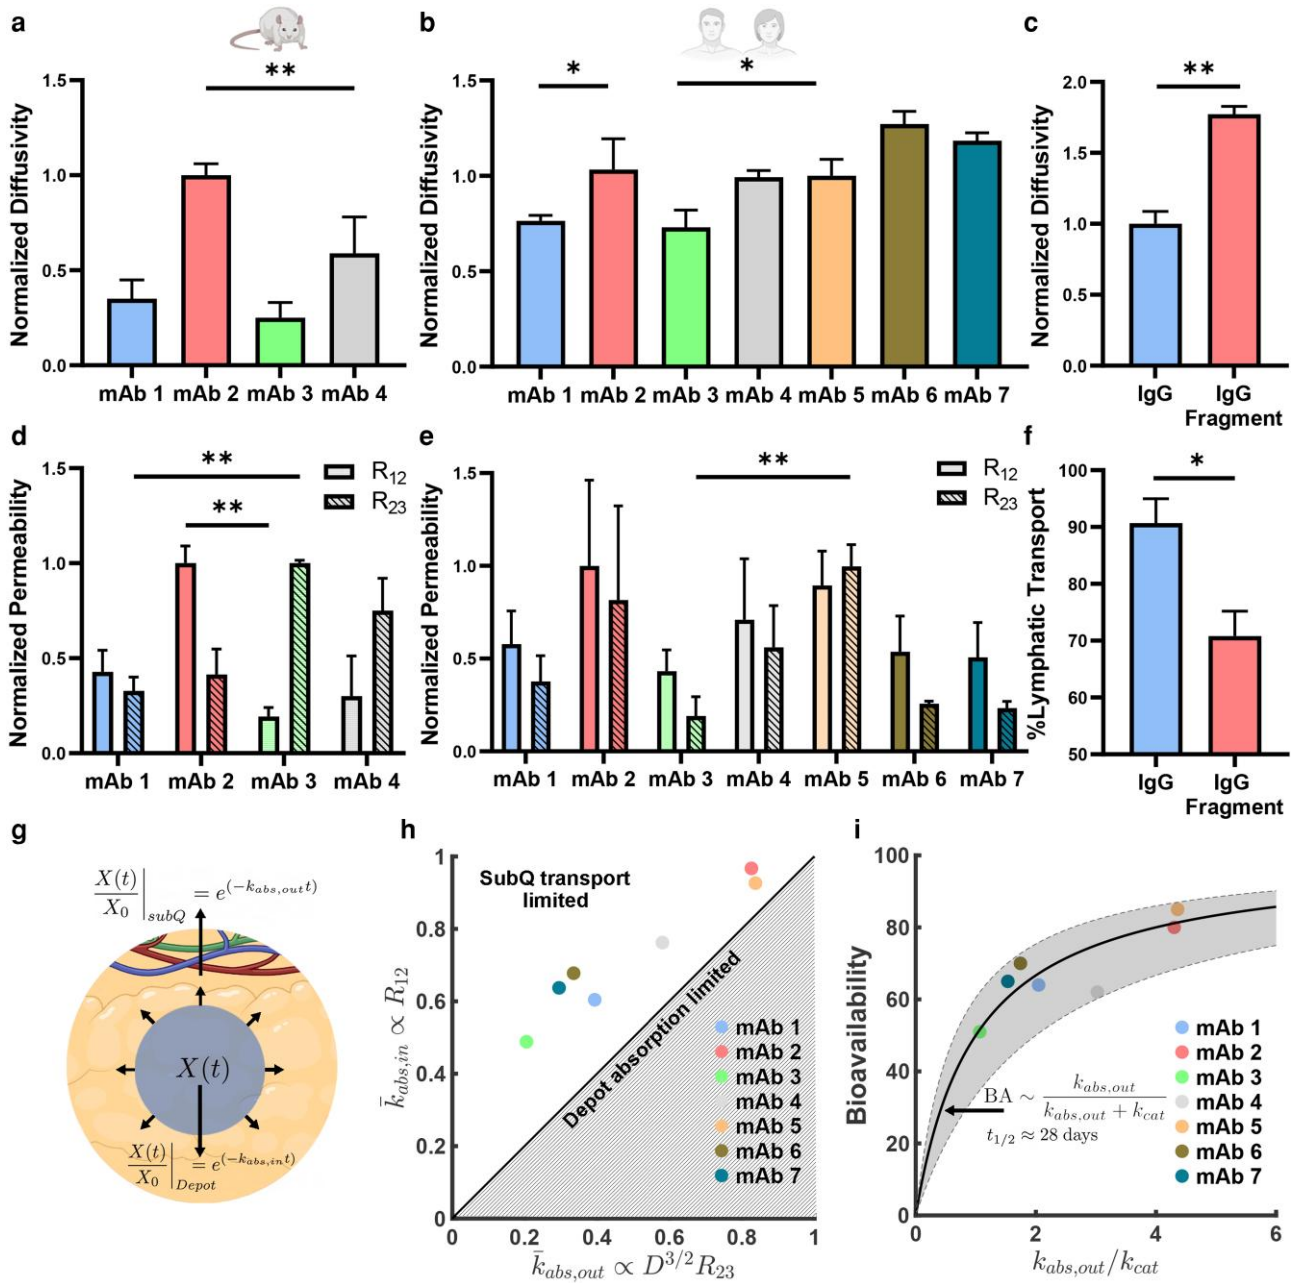 a
**
Normalized Diffusivity
1.5
1.0
0.5
0.0
mAb 1 mAb 2 mAb 3 mAb 4
b
*
*
Normalized Diffusivity
1.5
1.0
0.5
0.0
mAb 1 mAb 2 mAb 3 mAb 4 mAb 5 mAb 6 mAb 7
c
**
Normalized Diffusivity
2.0
1.5
1.0
0.5
0.0
IgG IgG
Fragment
d
**
**
R12
R23
Normalized Permeability
1.5
1.0
0.5
0.0
mAb 1 mAb 2 mAb 3 mAb 4
e
**
R12
R23
Normalized Permeability
1.5
1.0
0.5
0.0
mAb 1 mAb 2 mAb 3 mAb 4 mAb 5 mAb 6 mAb 7
f
*
%Lymphatic Transport
100
90
80
70
60
50
IgG IgG
Fragment
g
X(t)/X0|subQ = e^(−kabs,out t)
X(t)
X(t)/X0|Depot = e^(−kabs,in t)
h
SubQ transport
limited
Depot absorption limited
k̄abs,in ∝ R12
1
0.8
0.6
0.4
0.2
0
0 0.2 0.4 0.6 0.8 1
k̄abs,out ∝ D^3/2 R23
mAb 1
mAb 2
mAb 3
mAb 4
mAb 5
mAb 6
mAb 7
i
Bioavailability
100
80
60
40
20
0
0 2 4 6
kabs,out/kcat
BA ∼ kabs,out/(kabs,out + kcat)
t1/2 ≈ 28 days
mAb 1
mAb 2
mAb 3
mAb 4
mAb 5
mAb 6
mAb 7